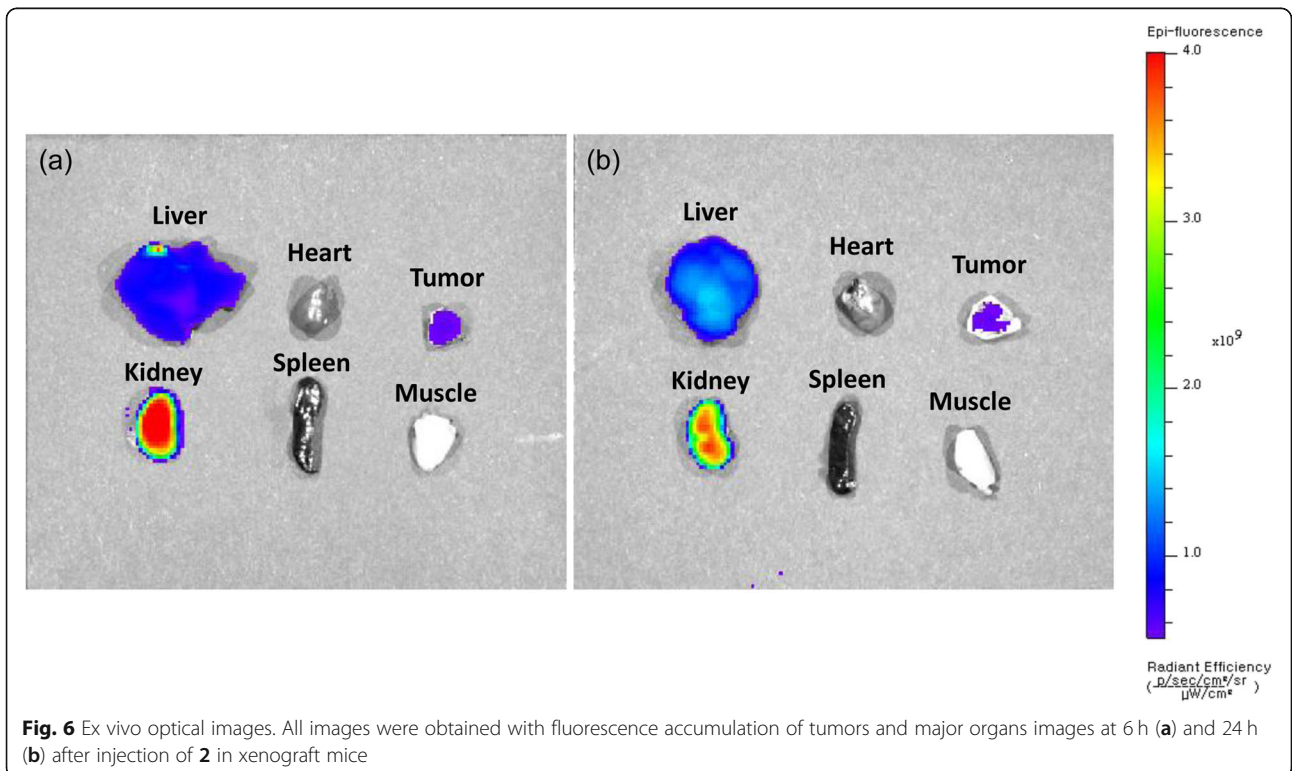 (a)
Liver
Heart
Tumor
Kidney
Spleen
Muscle
(b)
Liver
Heart
Tumor
Kidney
Spleen
Muscle
Epi-fluorescence
4.0
3.0
x10⁹
2.0
1.0
Radiant Efficiency
(p/sec/cm²/sr
µW/cm²)
Fig. 6 Ex vivo optical images. All images were obtained with fluorescence accumulation of tumors and major organs images at 6 h (a) and 24 h
(b) after injection of 2 in xenograft mice